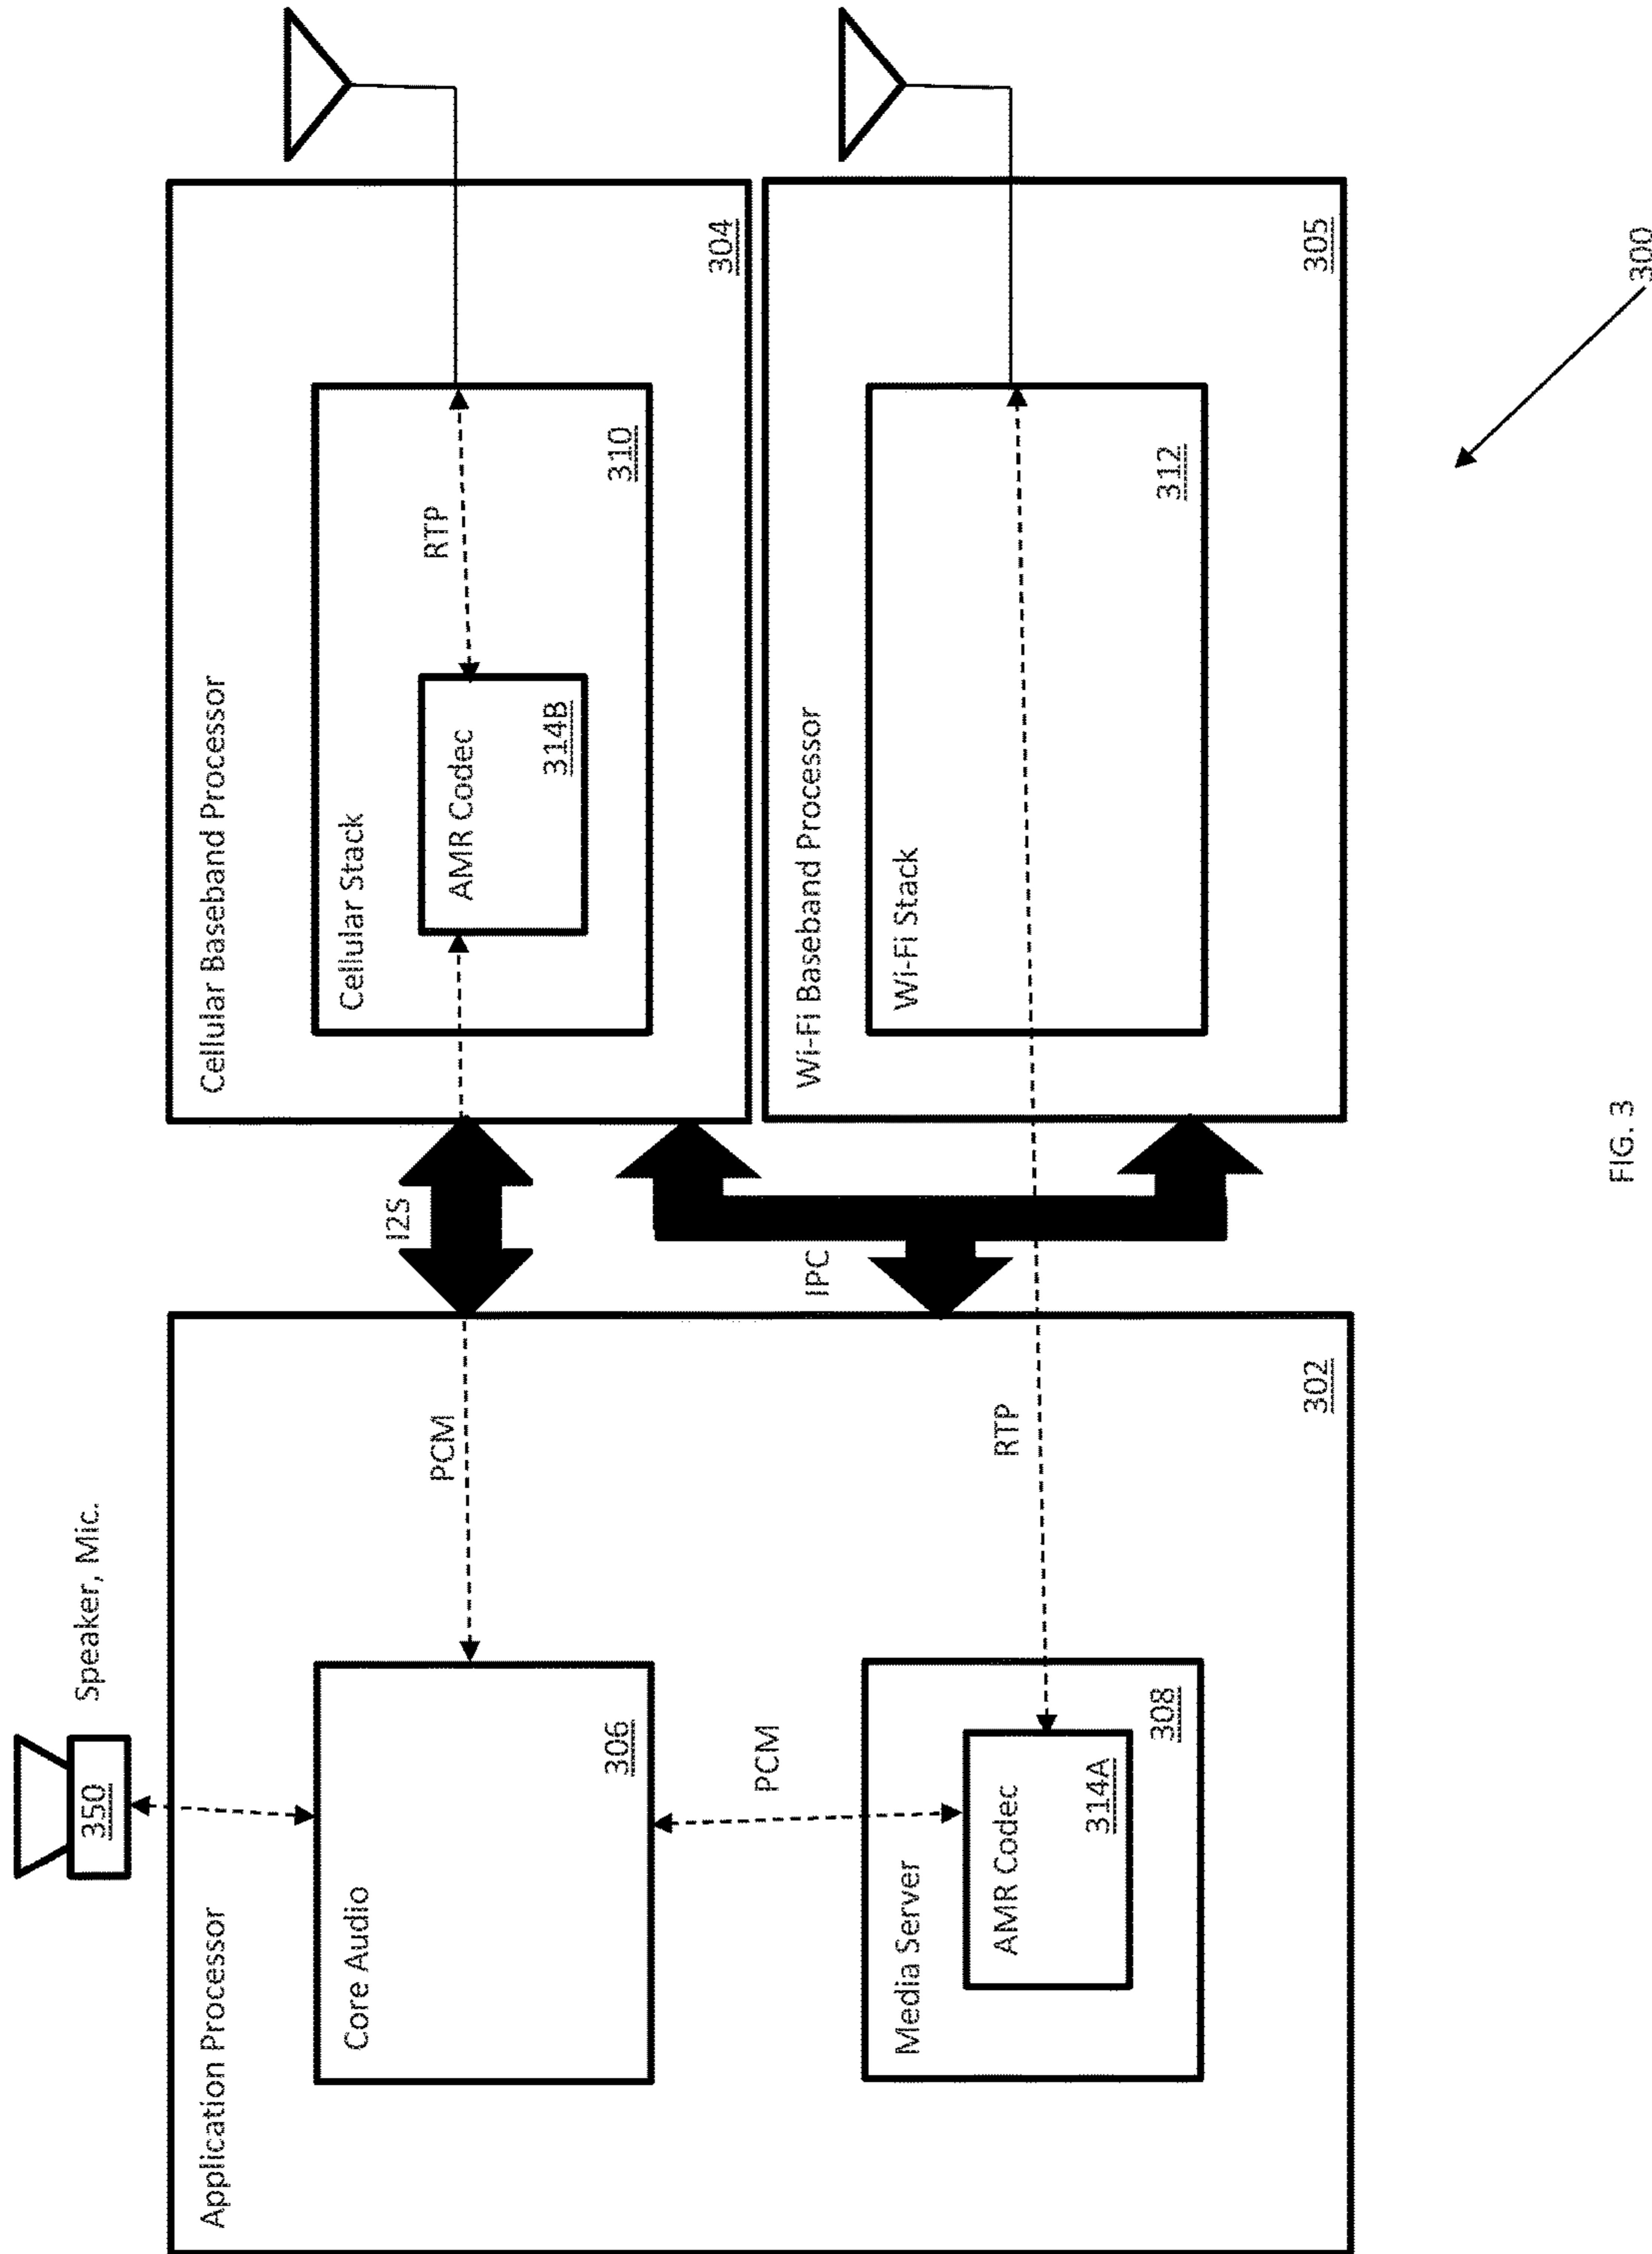 Speaker, Mic.
350
Application Processor
Core Audio
306
PCM
PCM
Media Server
AMR Codec
314A
308
RTP
302
I2S
IPC
Cellular Baseband Processor
Cellular Stack
AMR Codec
314B
RTP
310
304
Wi-Fi Baseband Processor
Wi-Fi Stack
312
305
300
FIG. 3